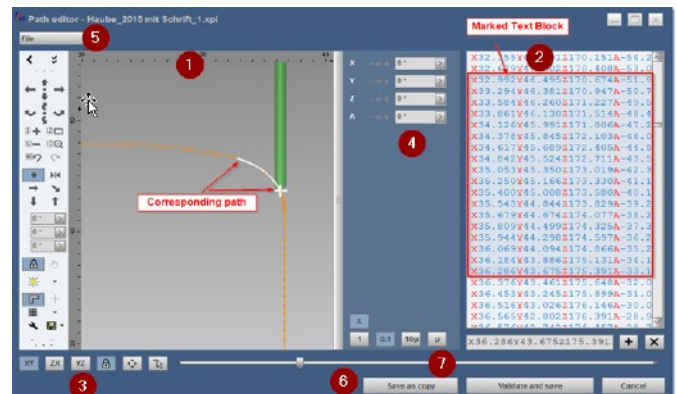 Path editor - Haube_2015 mit Schrift_1.xpi
Marked Text Block
File
5
1
2
X32.992Y46.495Z170.674A-51.
X33.294Y46.381Z170.947A-50.7
X33.584Y46.260Z171.227A-49.5
X33.861Y46.130Z171.514A-48.4
X34.126Y45.991Z171.806A-47.2
X34.378Y45.845Z172.103A-46.0
X34.617Y45.689Z172.405A-44.8
X34.842Y45.524Z172.711A-43.5
X35.053Y45.350Z173.019A-42.3
X35.250Y45.166Z173.330A-41.1
X35.400Y45.008Z173.580A-40.1
X35.543Y44.844Z173.829A-39.2
X35.679Y44.674Z174.077A-38.2
X35.809Y44.499Z174.325A-37.3
X35.944Y44.298Z174.597A-36.2
X36.069Y44.094Z174.866A-35.2
X36.184Y43.886Z175.131A-34.1
X36.286Y43.675Z175.391A-33.1
X36.376Y43.461Z175.648A-32.0
X36.453Y43.245Z175.899A-31.0
X36.516Y43.026Z176.146A-30.0
X36.565Y42.802Z176.391A-28.9
X
Y
Z
A
4
Corresponding path
A
1 0.1 10µ µ
X36.286Y43.675Z175.391
XY ZX YZ
7
3
6
Save as copy
Validate and save
Cancel